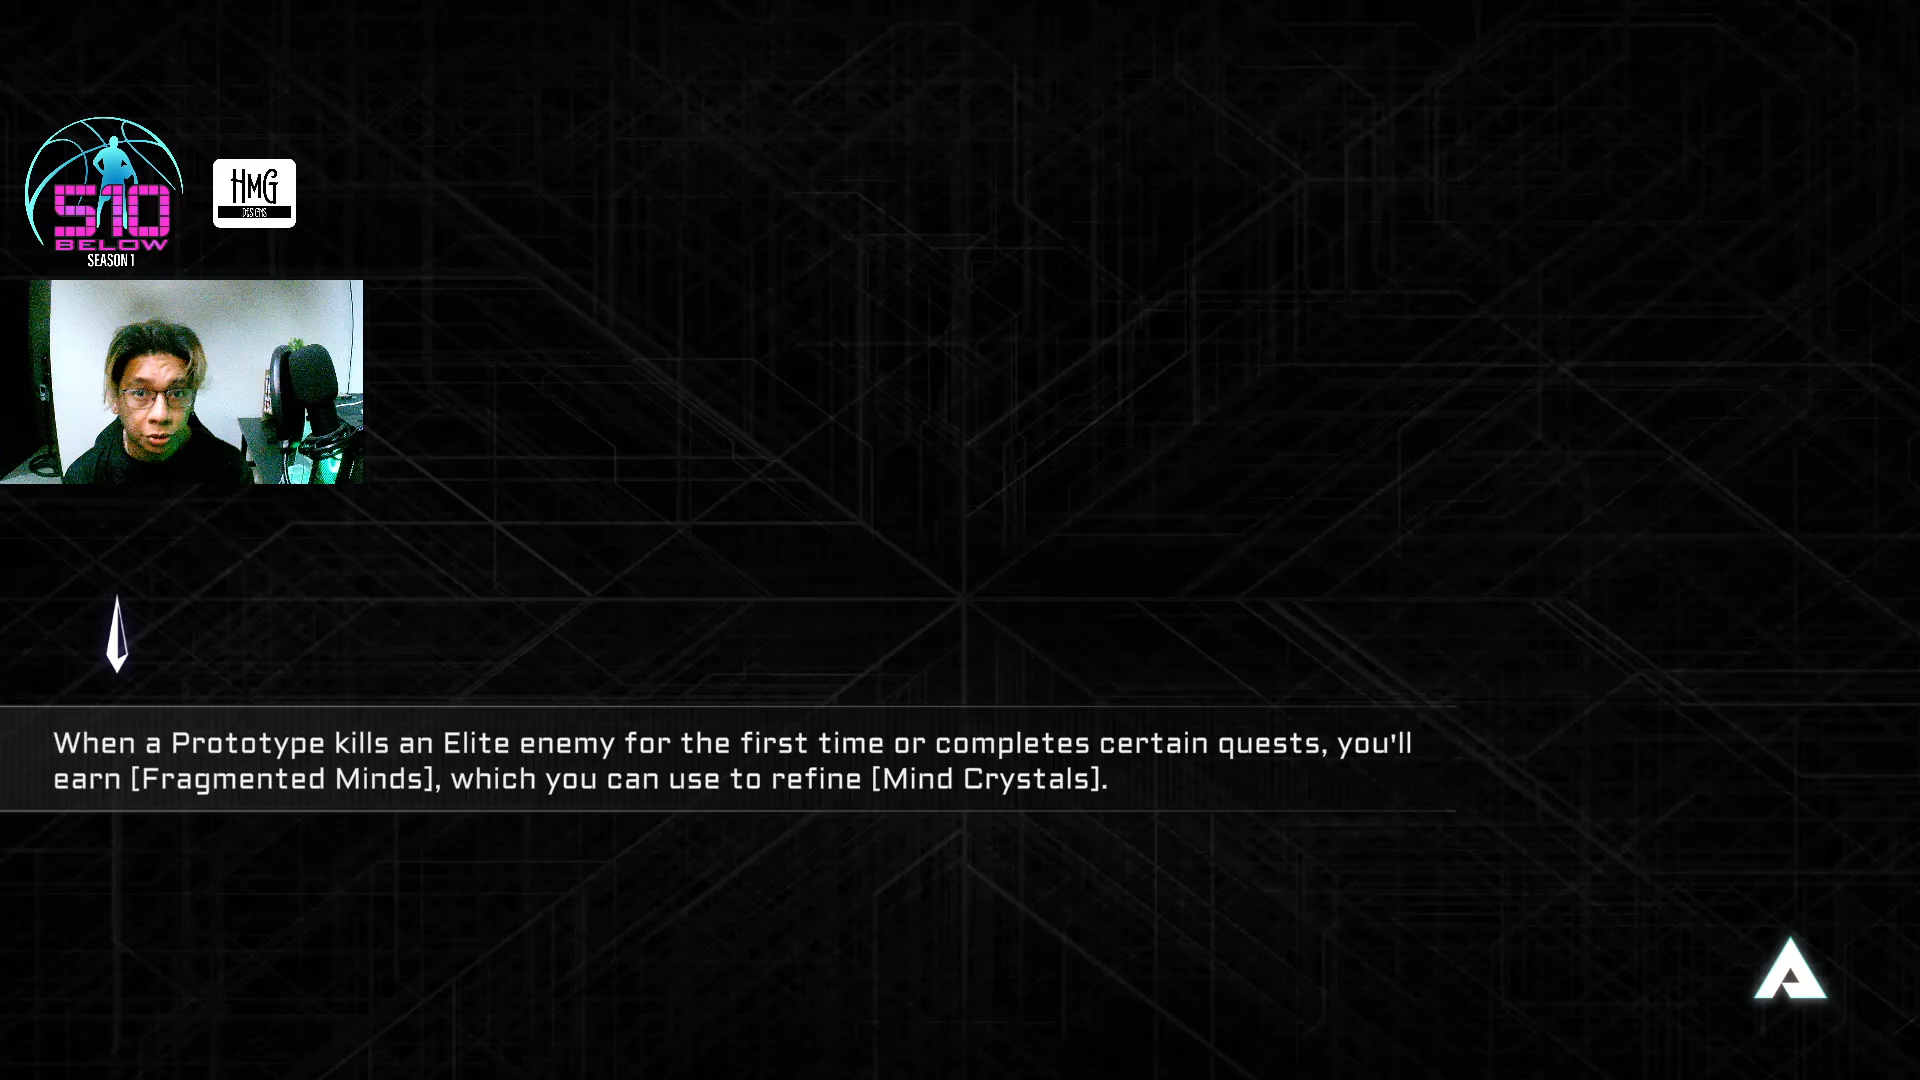 510
BELOW
SEASON 1
HMG
DESIGNS
When a Prototype kills an Elite enemy for the first time or completes certain quests, you'll
earn [Fragmented Minds], which you can use to refine [Mind Crystals].